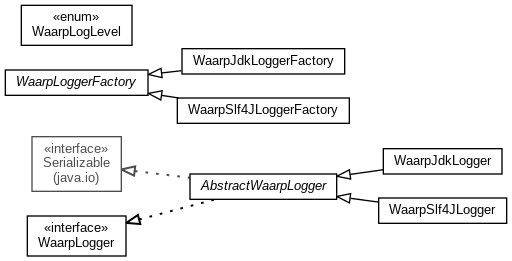 «enum»
WaarpLogLevel
WaarpLoggerFactory
WaarpJdkLoggerFactory
WaarpSlf4JLoggerFactory
«interface»
Serializable
(java.io)
«interface»
WaarpLogger
AbstractWaarpLogger
WaarpJdkLogger
WaarpSlf4JLogger